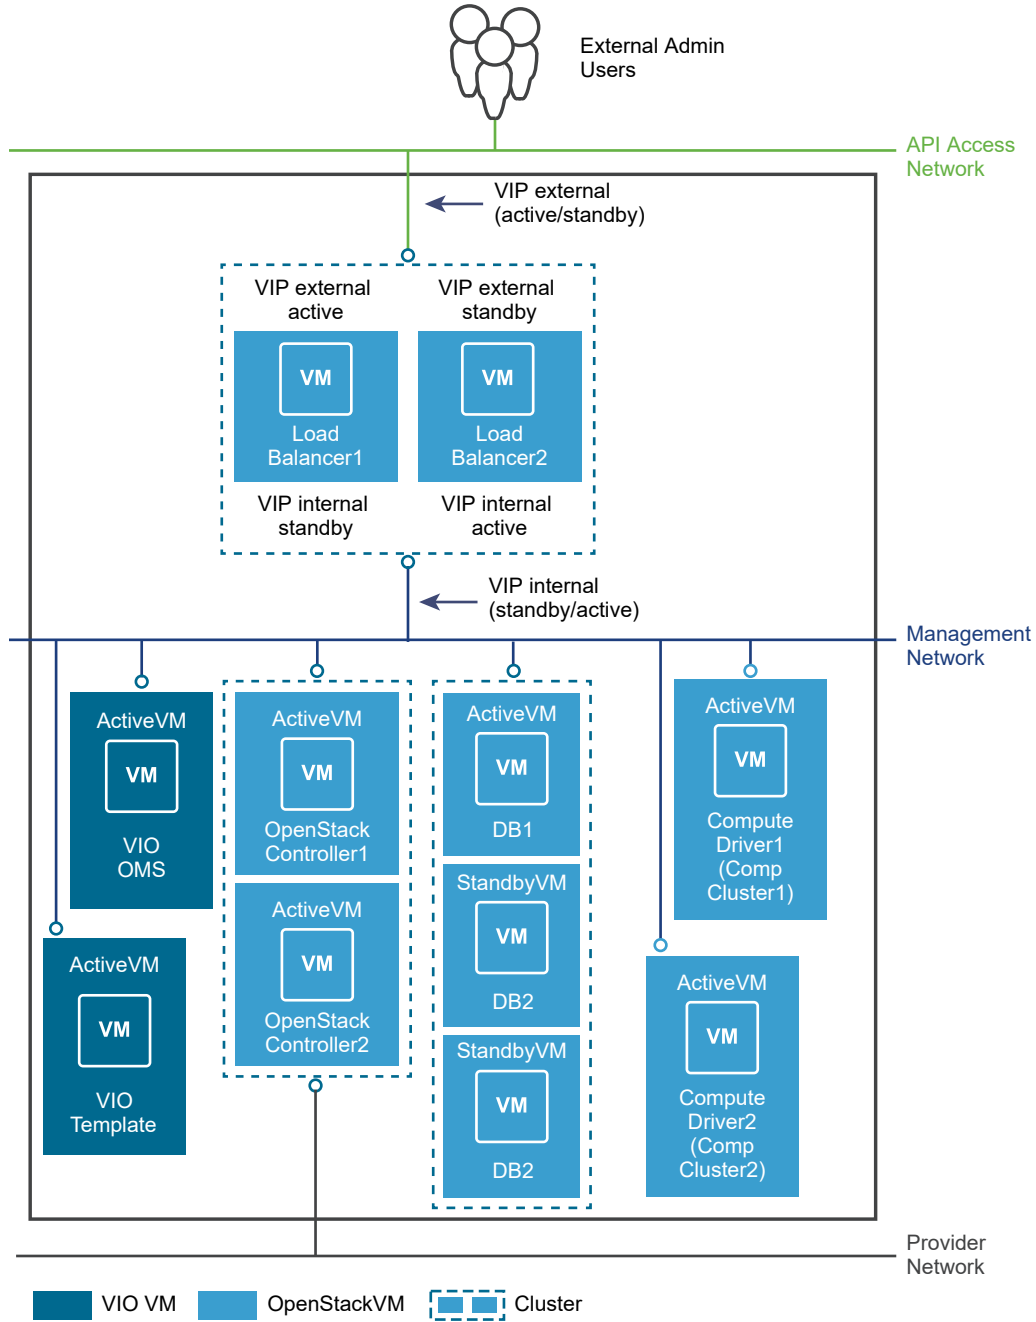 External Admin
Users
API Access
Network
VIP external
(active/standby)
VIP external
active
VIP external
standby
VM
Load
Balancer1
VM
Load
Balancer2
VIP internal
standby
VIP internal
active
VIP internal
(standby/active)
Management
Network
ActiveVM
VM
VIO
OMS
ActiveVM
VM
VIO
Template
ActiveVM
VM
OpenStack
Controller1
ActiveVM
VM
OpenStack
Controller2
ActiveVM
VM
DB1
StandbyVM
VM
DB2
StandbyVM
VM
DB2
ActiveVM
VM
Compute
Driver1
(Comp
Cluster1)
ActiveVM
VM
Compute
Driver2
(Comp
Cluster2)
Provider
Network
VIO VM
OpenStackVM
Cluster